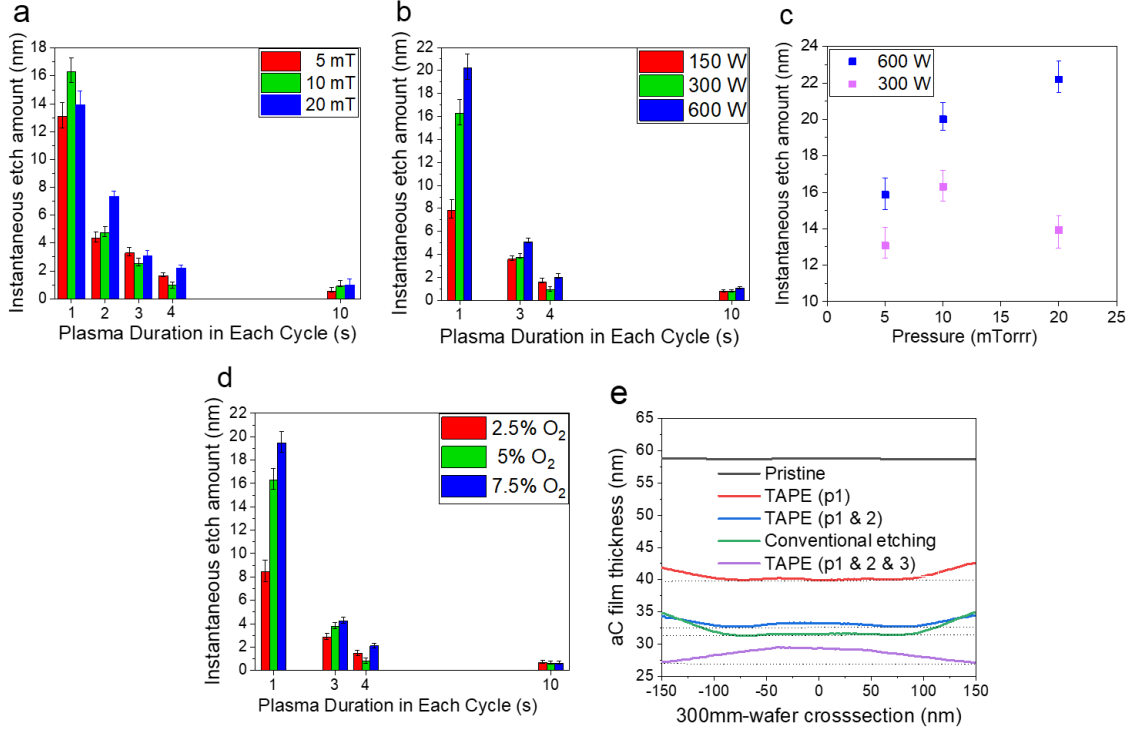 a
Instantaneous etch amount (nm)
18
16
14
12
10
8
6
4
2
0
5 mT
10 mT
20 mT
1
2
3
4
10
Plasma Duration in Each Cycle (s)
b
Instantaneous etch amount (nm)
22
20
18
16
14
12
10
8
6
4
2
0
150 W
300 W
600 W
1
3
4
10
Plasma Duration in Each Cycle (s)
c
Instantaneous etch amount (nm)
24
22
20
18
16
14
12
10
600 W
300 W
0
5
10
15
20
25
Pressure (mTorrr)
d
Instantaneous etch amount (nm)
22
20
18
16
14
12
10
8
6
4
2
0
2.5% O₂
5% O₂
7.5% O₂
1
3
4
10
Plasma Duration in Each Cycle (s)
e
aC film thickness (nm)
65
60
55
50
45
40
35
30
25
Pristine
TAPE (p1)
TAPE (p1 & 2)
Conventional etching
TAPE (p1 & 2 & 3)
-150
-100
-50
0
50
100
150
300mm-wafer crosssection (nm)